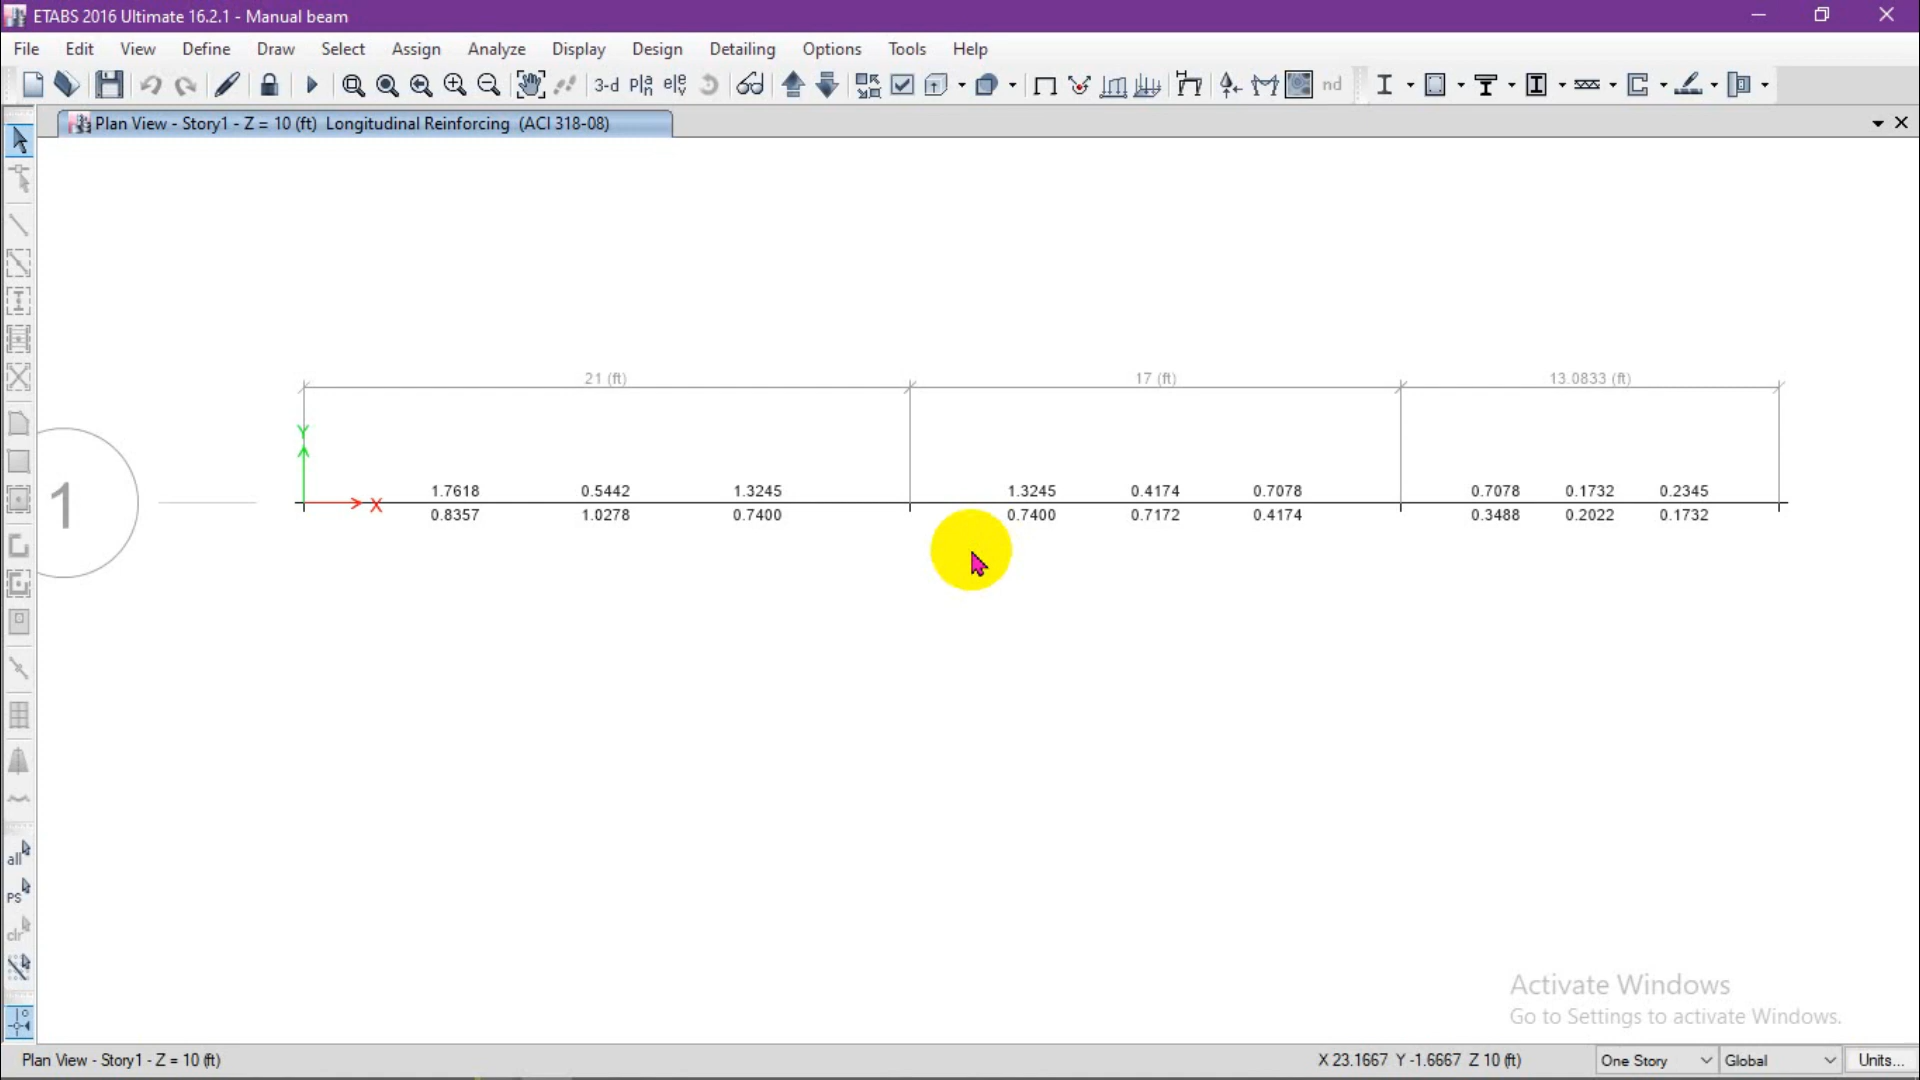 ETABS 2016 Ultimate 16.2.1 - Manual beam
File Edit View Define Draw Select Assign Analyze Display Design Detailing Options Tools Help
3-d nd
Plan View - Story1 - Z = 10 (ft) Longitudinal Reinforcing (ACI 318-08)
21 (ft) 17 (ft) 13.0833 (ft)
Y
1.7618 0.5442 1.3245 1.3245 0.4174 0.7078 0.7078 0.1732 0.2345
1 X
0.8357 1.0278 0.7400 0.7400 0.7172 0.4174 0.3488 0.2022 0.1732
all
PS
clr
Activate Windows
Go to Settings to activate Windows.
Plan View - Story1 - Z = 10 (ft) X 23.1667 Y -1.6667 Z 10 (ft) One Story Global Units...